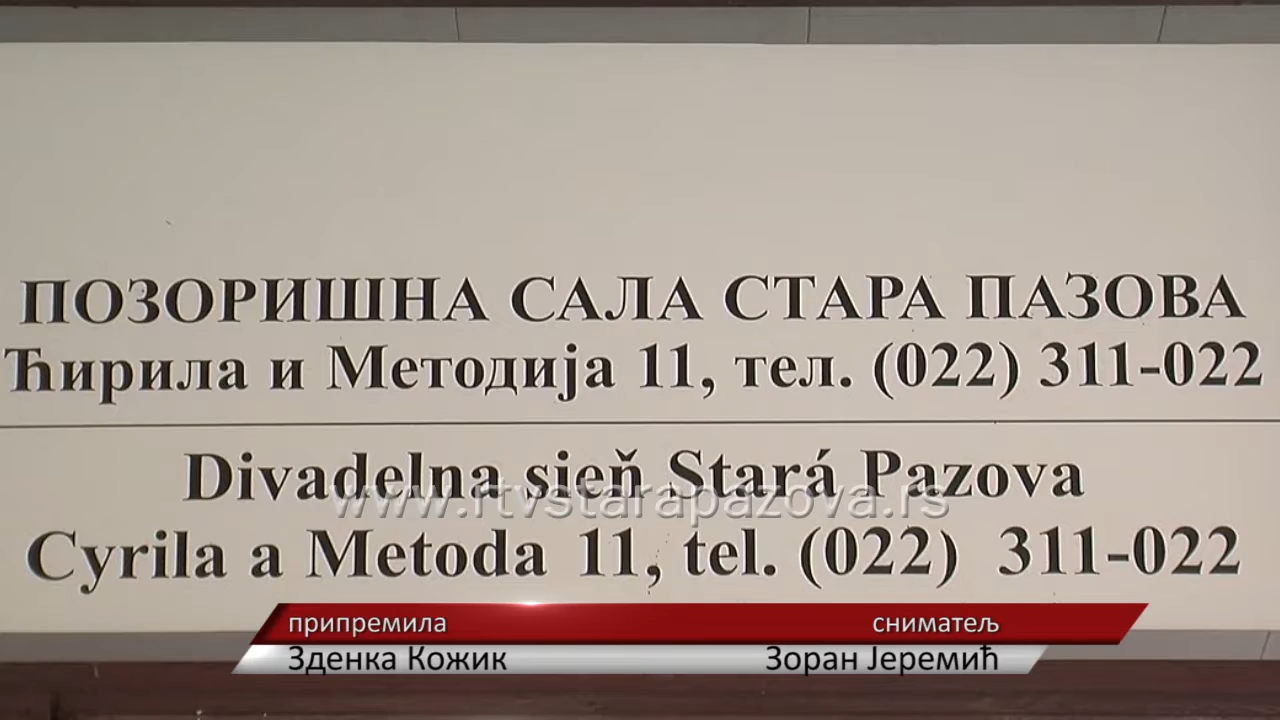 ПОЗОРИШНА САЛА СТАРА ПАЗОВА
Ћирила и Методија 11, тел. (022) 311-022
Divadelna sieň Stará Pazova
www.rtvstarapazova.rs
Cyrila a Metoda 11, tel. (022) 311-022
припремила сниматељ
Зденка Кожик Зоран Јеремић